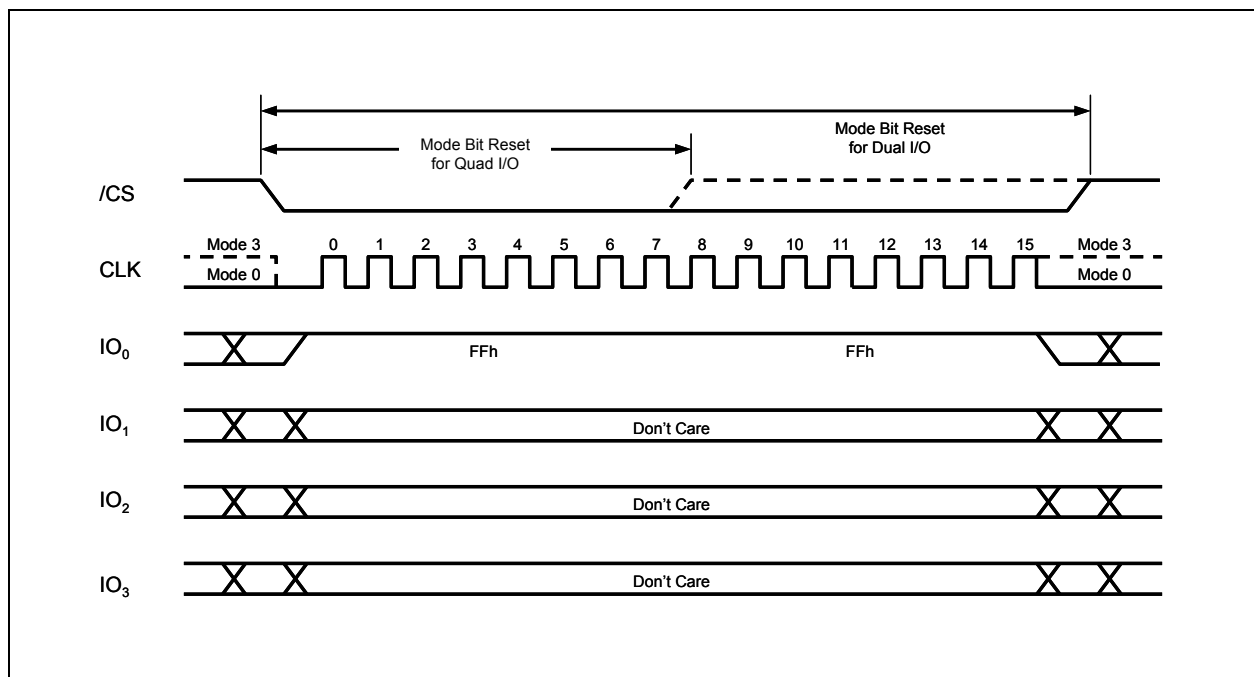 Mode Bit Reset
for Quad I/O
Mode Bit Reset
for Dual I/O
/CS
Mode 3
0 1 2 3 4 5 6 7 8 9 10 11 12 13 14 15
Mode 3
CLK
Mode 0
Mode 0
IO0
FFh
FFh
IO1
Don't Care
IO2
Don't Care
IO3
Don't Care